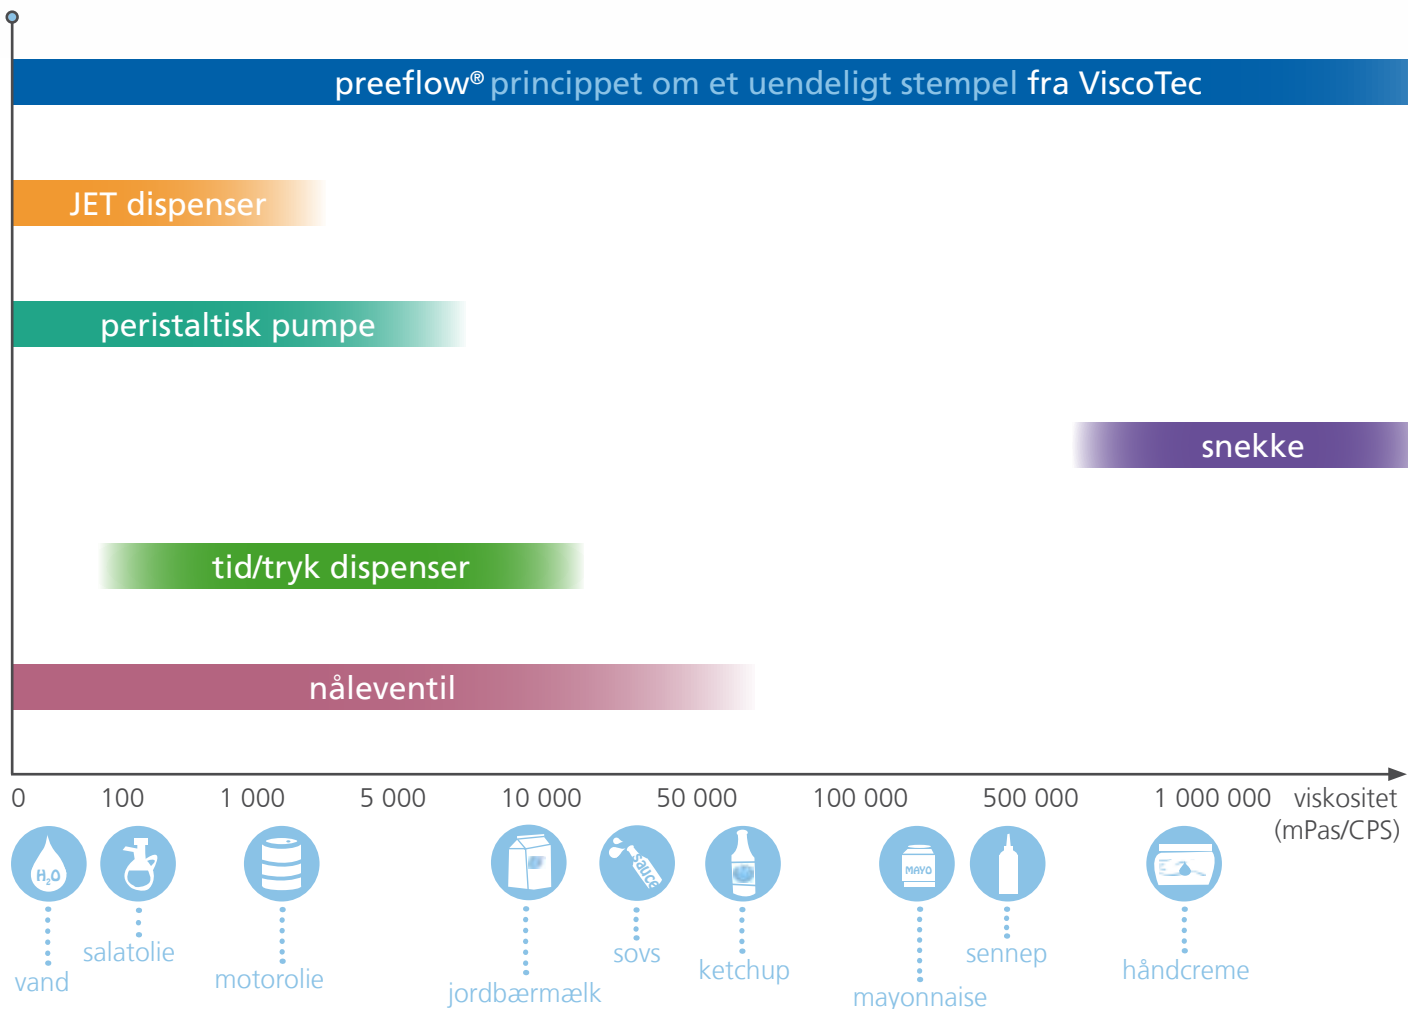 preeflow® princippet om et uendeligt stempel fra ViscoTec
JET dispenser
peristaltisk pumpe
snekke
tid/tryk dispenser
nåleventil
0 100 1 000 5 000 10 000 50 000 100 000 500 000 1 000 000 viskositet
(mPas/CPS)
H₂O
sauce
MAYO
vand
salatolie
motorolie
jordbærmælk
sovs
ketchup
mayonnaise
sennep
håndcreme